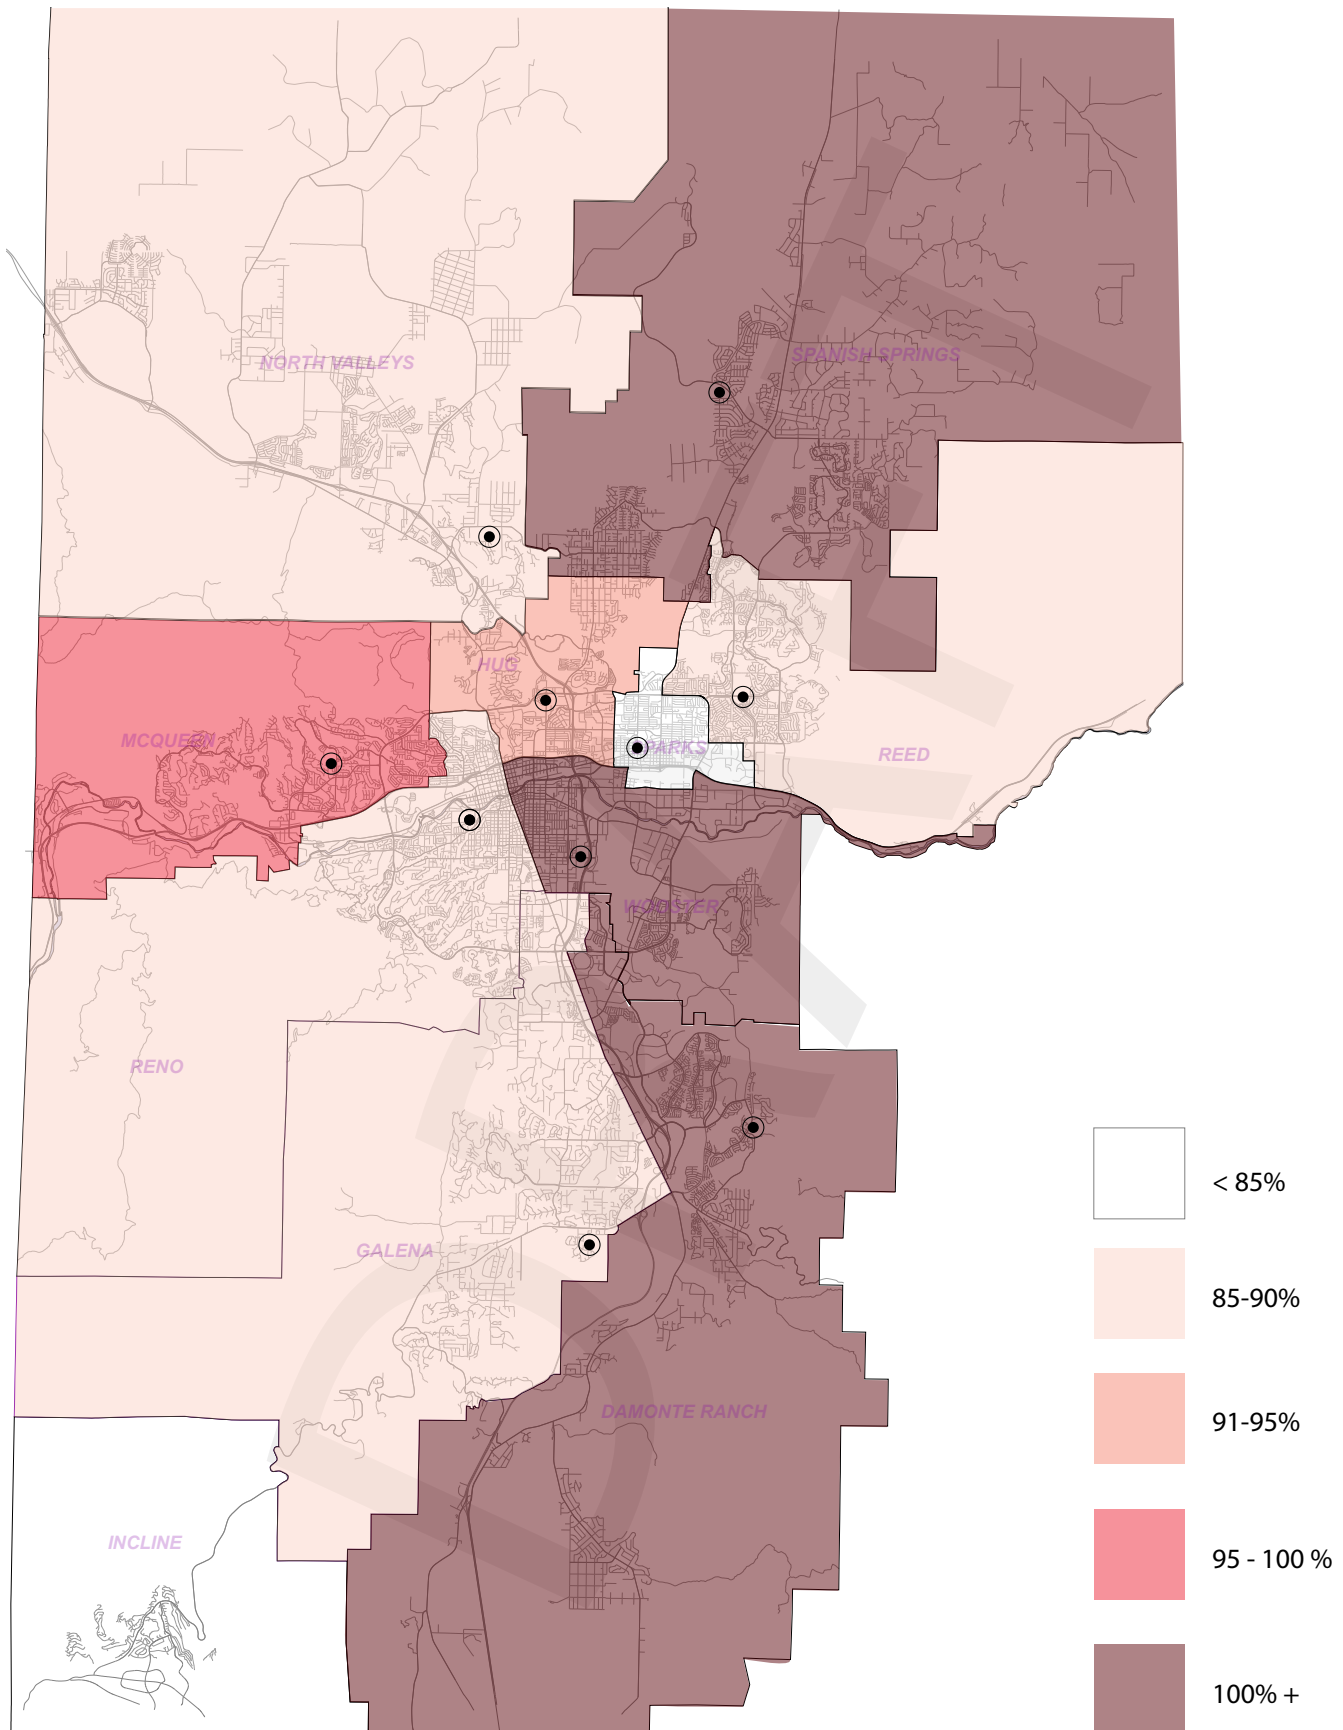 NORTH VALLEYS
SPANISH SPRINGS
HUG
MCQUEEN
SPARKS
REED
WOOSTER
RENO
GALENA
DAMONTE RANCH
INCLINE
< 85%
85-90%
91-95%
95 - 100 %
100% +